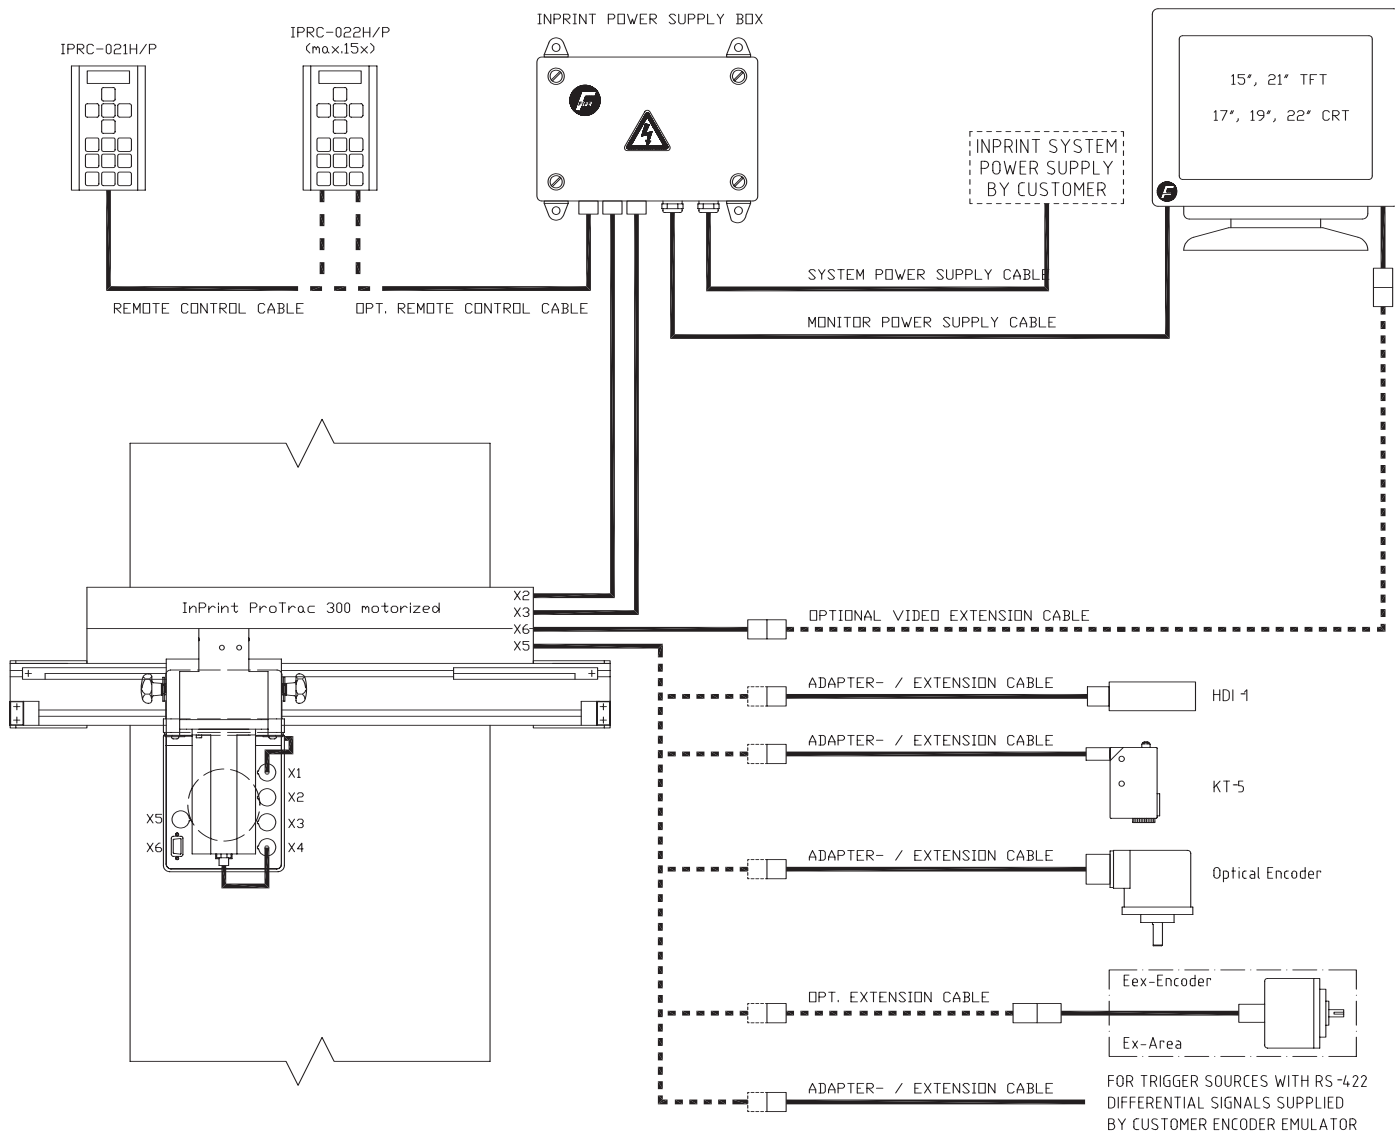 INPRINT POWER SUPPLY BOX
IPRC-021H/P
IPRC-022H/P
(max.15x)
15", 21" TFT
17", 19", 22" CRT
INPRINT SYSTEM
POWER SUPPLY
BY CUSTOMER
F
F
SYSTEM POWER SUPPLY CABLE
REMOTE CONTROL CABLE
OPT. REMOTE CONTROL CABLE
MONITOR POWER SUPPLY CABLE
InPrint ProTrac 300 motorized
X2
X3
X6
X5
OPTIONAL VIDEO EXTENSION CABLE
ADAPTER- / EXTENSION CABLE
HDI-1
ADAPTER- / EXTENSION CABLE
KT-5
X1
X2
X5
X3
X6
X4
ADAPTER- / EXTENSION CABLE
Optical Encoder
Eex-Encoder
OPT. EXTENSION CABLE
Ex-Area
ADAPTER- / EXTENSION CABLE
FOR TRIGGER SOURCES WITH RS-422
DIFFERENTIAL SIGNALS SUPPLIED
BY CUSTOMER ENCODER EMULATOR